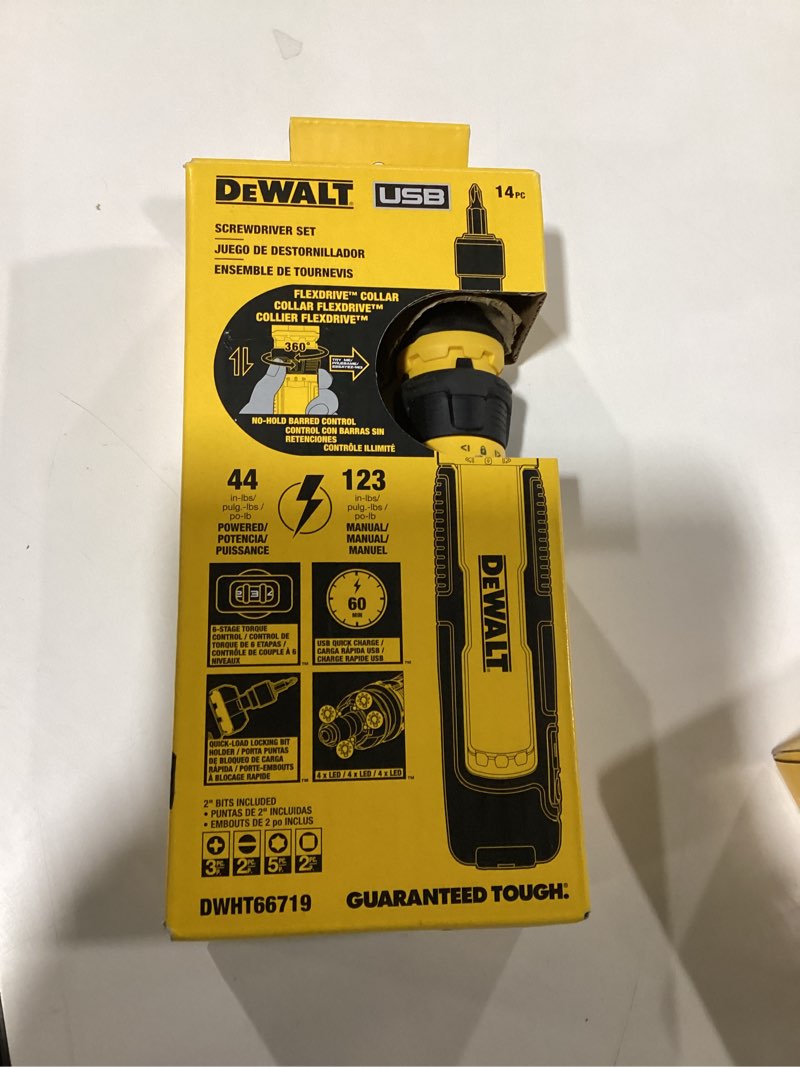 DEWALT
USB
14PC
SCREWDRIVER SET
JUEGO DE DESTORNILLADOR
ENSEMBLE DE TOURNEVIS
FLEXDRIVE™ COLLAR
COLLAR FLEXDRIVE™
COLLIER FLEXDRIVE™
360°
TRY ME/
NO-HOLD BARRED CONTROL
CONTROL CON BARRAS SIN
RETENCIONES
CONTRÔLE ILLIMITÉ
44
in-lbs/
pulg.-lbs /
po-lb
POWERED/
POTENCIA/
PUISSANCE
123
in-lbs/
pulg.-lbs /
po-lb
MANUAL/
MANUAL/
MANUEL
6-STAGE TORQUE
CONTROL / CONTROL DE
TORQUE DE 6 ETAPAS/
CONTRÔLE DE COUPLE À 6
NIVEAUX
™
60
MIN
USB QUICK CHARGE /
CARGA RÁPIDA USB /
CHARGE RAPIDE USB
™
QUICK-LOAD LOCKING BIT
HOLDER / PORTA PUNTAS
DE BLOQUEO DE CARGA
RÁPIDA / PORTE-EMBOUTS
À BLOCAGE RAPIDE
™
4 x LED / 4 x LED / 4 x LED
™
DEWALT
2" BITS INCLUDED
• PUNTAS DE 2" INCLUIDAS
• EMBOUTS DE 2 po INCLUS
3PC. 2PC. 5PC. 2PC.
DWHT66719
GUARANTEED TOUGH.®